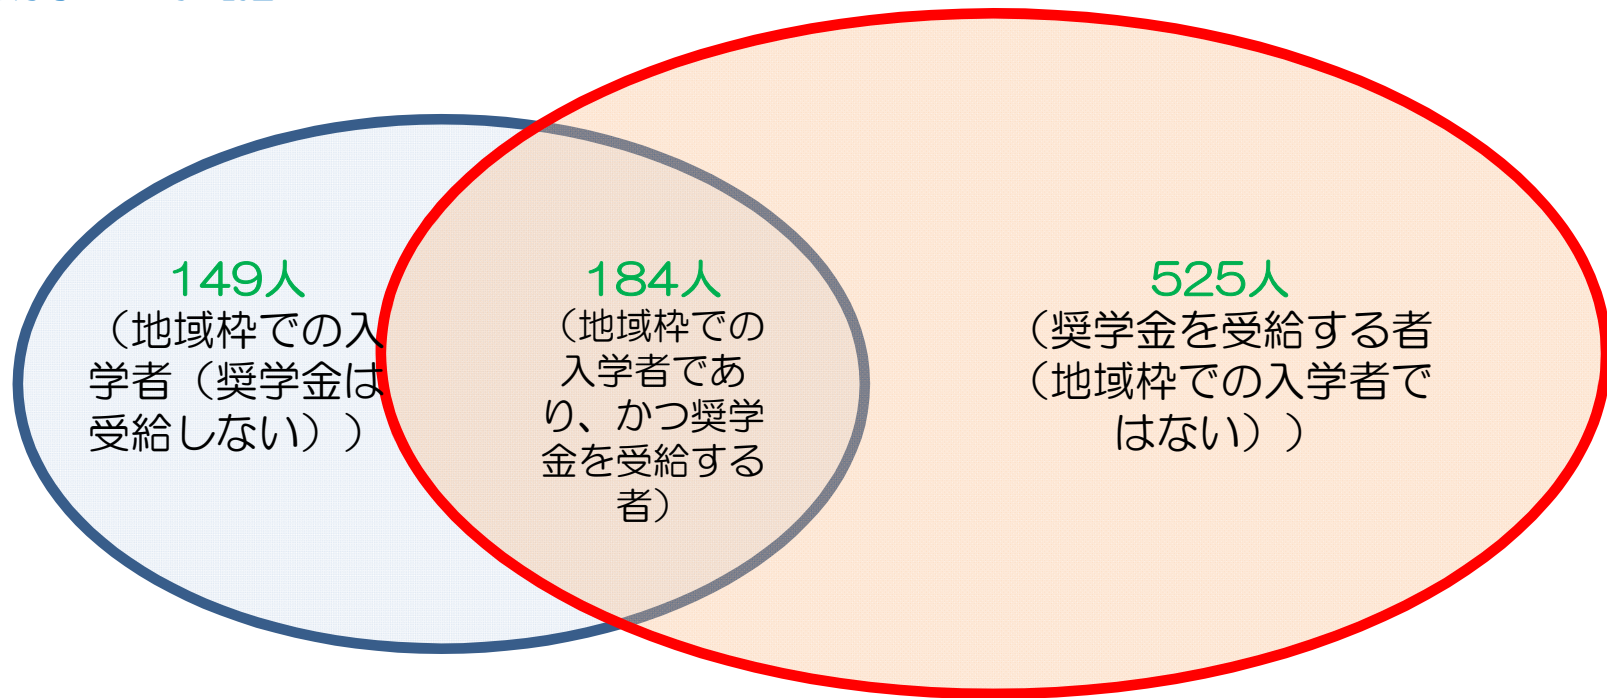 149人
（地域枠での入
学者（奨学金は
受給しない））
184人
（地域枠での
入学者であ
り、かつ奨学
金を受給する
者）
525人
（奨学金を受給する者
（地域枠での入学者で
はない））